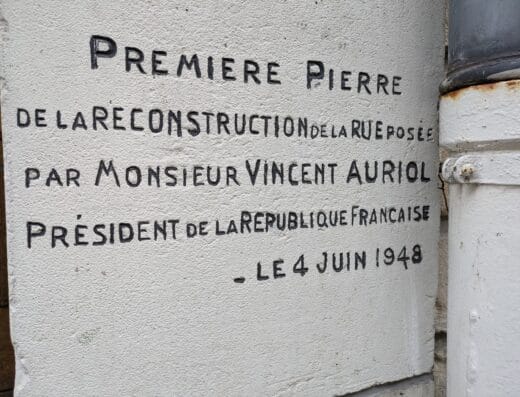 PREMIERE PIERRE
DE LA RECONSTRUCTION DE LA RUE POSÉE
PAR MONSIEUR VINCENT AURIOL
PRÉSIDENT DE LA REPUBLIQUE FRANCAISE
- LE 4 JUIN 1948